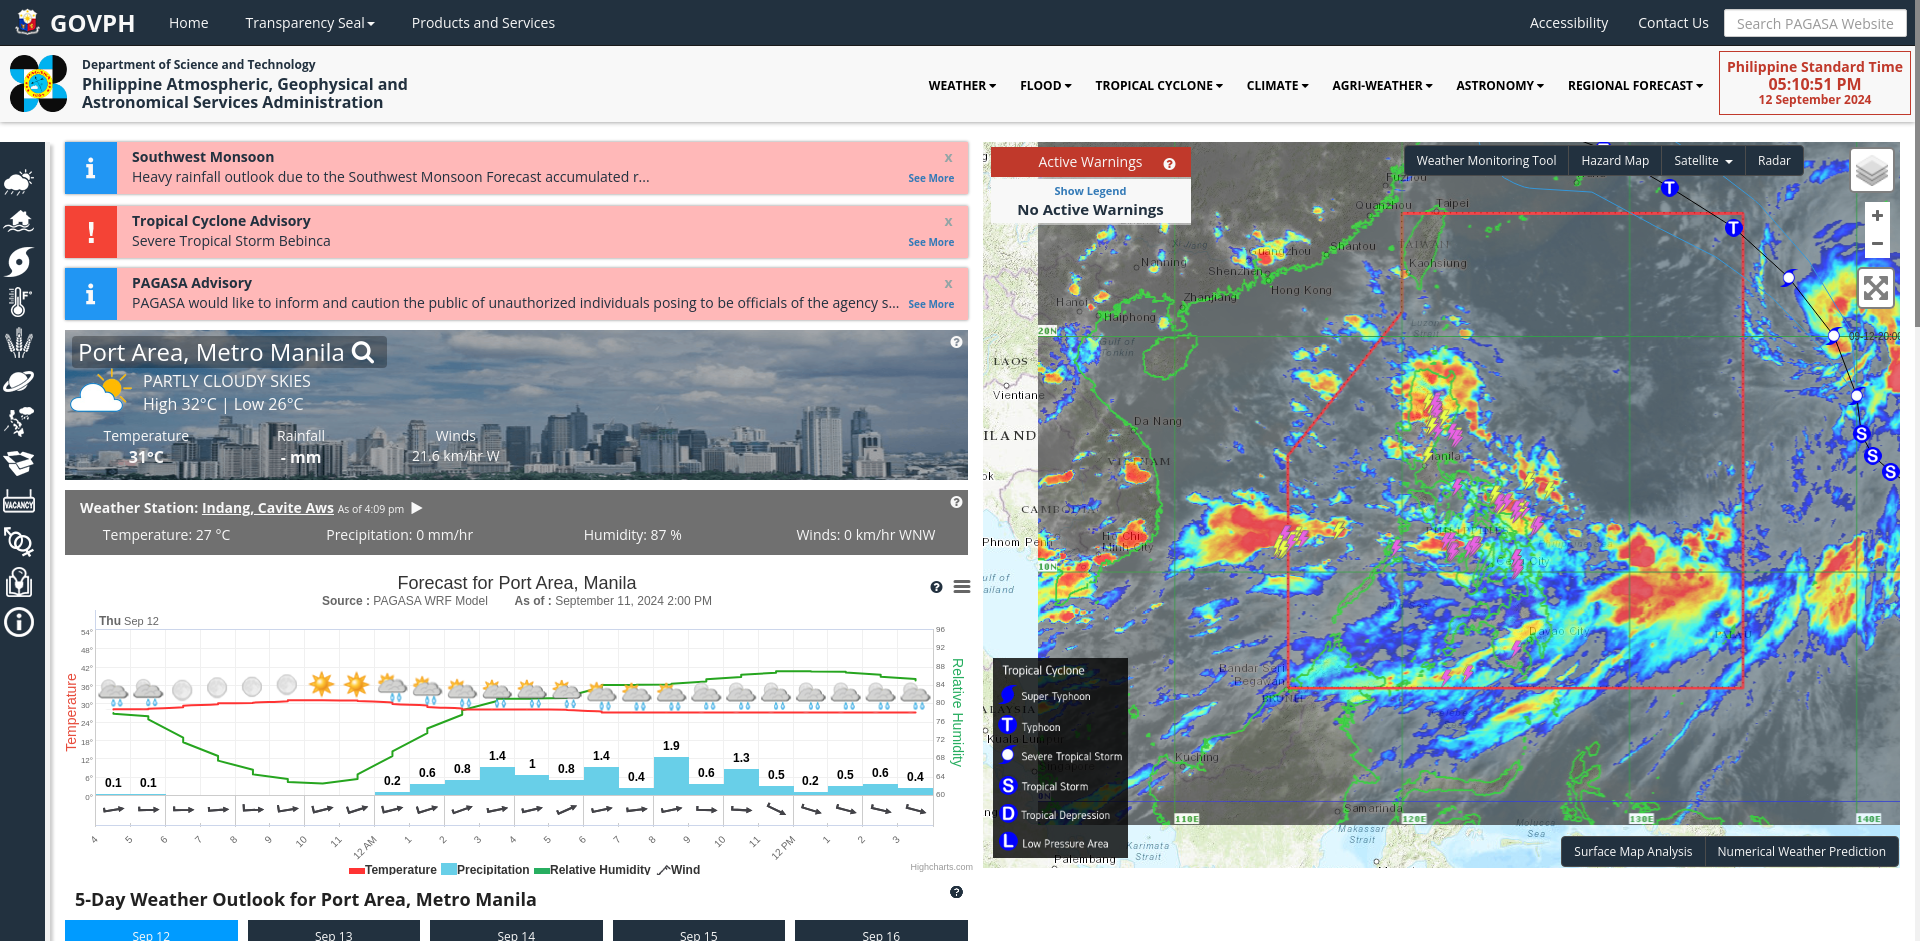 GOVPH
Home
Transparency Seal
Products and Services
Accessibility
Contact Us
Search PAGASA Website
Department of Science and Technology
Philippine Atmospheric, Geophysical and
Astronomical Services Administration
WEATHER
FLOOD
TROPICAL CYCLONE
CLIMATE
AGRI-WEATHER
ASTRONOMY
REGIONAL FORECAST
Philippine Standard Time
05:10:51 PM
12 September 2024
VACANCY
Southwest Monsoon
x
Heavy rainfall outlook due to the Southwest Monsoon Forecast accumulated r...
See More
Tropical Cyclone Advisory
x
Severe Tropical Storm Bebinca
See More
PAGASA Advisory
x
PAGASA would like to inform and caution the public of unauthorized individuals posing to be officials of the agency s...
See More
Port Area, Metro Manila
PARTLY CLOUDY SKIES
High 32°C | Low 26°C
Temperature
Rainfall
Winds
31°C
- mm
21.6 km/hr W
Weather Station: Indang, Cavite Aws As of 4:09 pm
Temperature: 27 °C
Precipitation: 0 mm/hr
Humidity: 87 %
Winds: 0 km/hr WNW
Forecast for Port Area, Manila
Source : PAGASA WRF Model As of : September 11, 2024 2:00 PM
Thu Sep 12
Temperature
54°
48°
42°
36°
30°
24°
18°
12°
6°
0°
96
92
88
84
80
76
72
68
64
60
Relative Humidity
0.1
0.1
0.2
0.6
0.8
1.4
1
0.8
1.4
0.4
1.9
0.6
1.3
0.5
0.2
0.5
0.6
0.4
4
5
6
7
8
9
10
11
12 AM
1
2
3
4
5
6
7
8
9
10
11
12 PM
1
2
3
Temperature
Precipitation
Relative Humidity
Wind
Highcharts.com
5-Day Weather Outlook for Port Area, Metro Manila
Sep 12
Sep 13
Sep 14
Sep 15
Sep 16
Active Warnings
Show Legend
No Active Warnings
Weather Monitoring Tool
Hazard Map
Satellite
Radar
+
−
Fuzhou
Quanzhou
Taipei
TAIWAN
Kaohsiung
Shantou
Guangzhou
Shenzhen
Hong Kong
Nanning
Zhanjiang
Hanoi
Haiphong
Gulf of
Tonkin
20N
LAOS
Vientiane
Da Nang
VIETNAM
CAMBODIA
Phnom Penh
Ho Chi
Minh City
10N
Manila
PHILIPPINES
Cebu City
Davao City
PALAU
Bandar Seri
Begawan
BRUNEI
Kuching
Samarinda
Makassar
Strait
Karimata
Strait
Palembang
Molucca
Sea
110E
120E
130E
140E
Tropical Cyclone
Super Typhoon
T Typhoon
Severe Tropical Storm
S Tropical Storm
D Tropical Depression
L Low Pressure Area
T
T
S
S
S
Surface Map Analysis
Numerical Weather Prediction